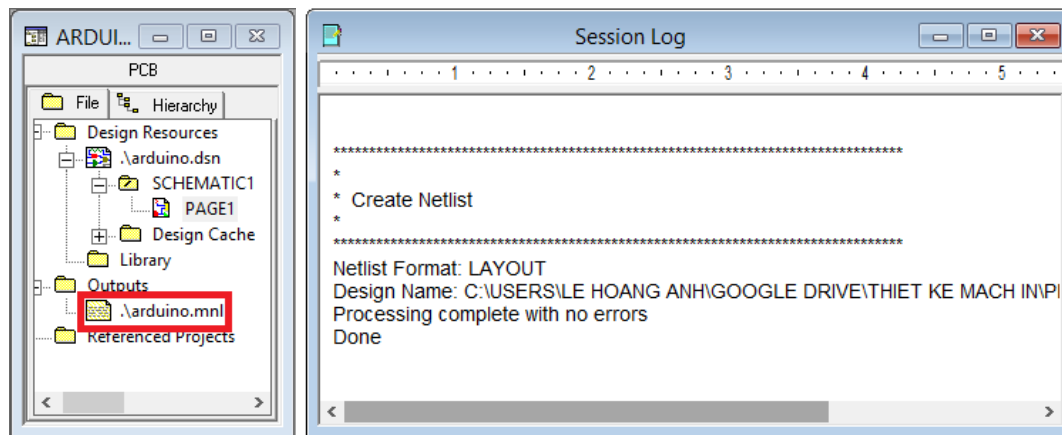 ARDUI...
PCB
File Hierarchy
Design Resources
.\arduino.dsn
SCHEMATIC1
PAGE1
Design Cache
Library
Outputs
.\arduino.mnl
Referenced Projects
Session Log
1 2 3 4 5
********************************************************************************
*
* Create Netlist
*
********************************************************************************
Netlist Format: LAYOUT
Design Name: C:\USERS\LE HOANG ANH\GOOGLE DRIVE\THIET KE MACH IN\PI
Processing complete with no errors
Done